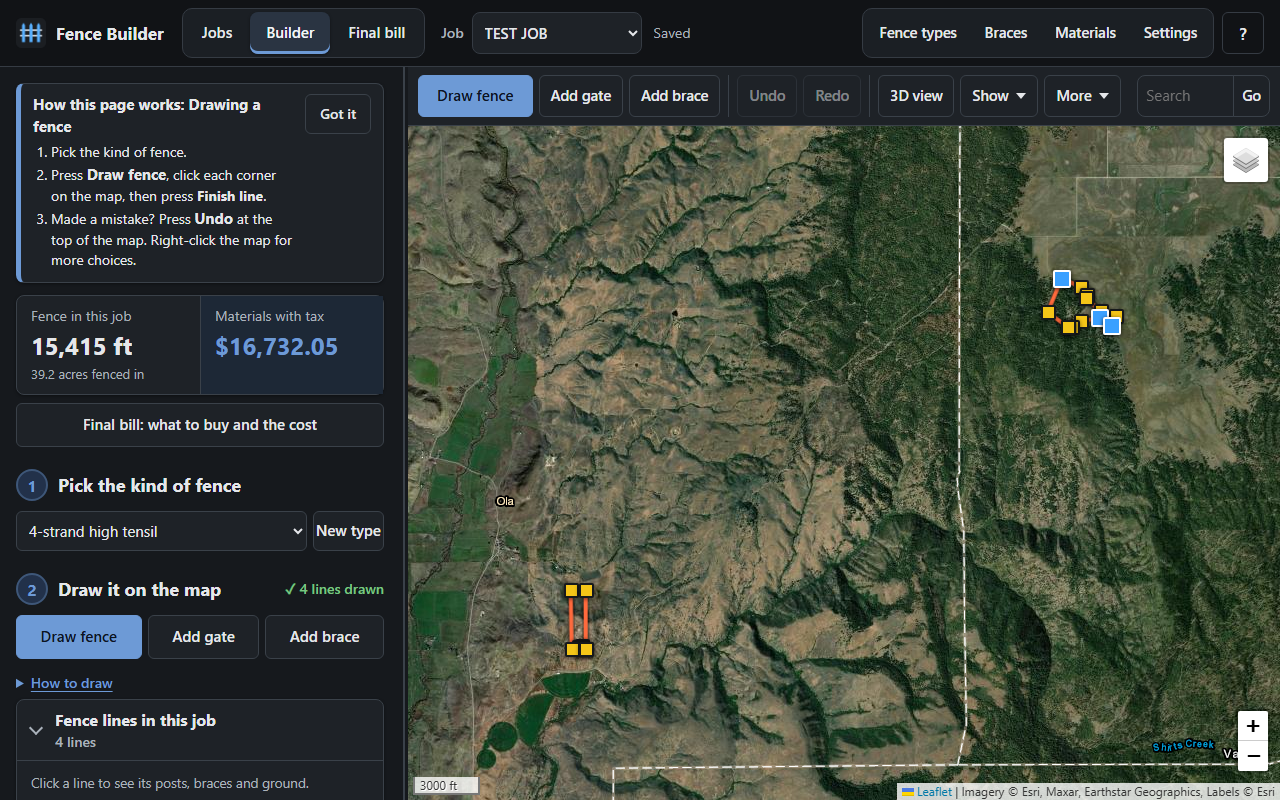 Fence Builder
Jobs
Builder
Final bill
Job
TEST JOB
Saved
Fence types
Braces
Materials
Settings
?
How this page works: Drawing a
fence
Got it
1. Pick the kind of fence.
2. Press Draw fence, click each corner
on the map, then press Finish line.
3. Made a mistake? Press Undo at the
top of the map. Right-click the map for
more choices.
Fence in this job
15,415 ft
39.2 acres fenced in
Materials with tax
$16,732.05
Final bill: what to buy and the cost
1 Pick the kind of fence
4-strand high tensil
New type
2 Draw it on the map
✓ 4 lines drawn
Draw fence
Add gate
Add brace
How to draw
Fence lines in this job
4 lines
Click a line to see its posts, braces and ground.
Draw fence
Add gate
Add brace
Undo
Redo
3D view
Show
More
Search
Go
Ola
+
−
3000 ft
Leaflet | Imagery © Esri, Maxar, Earthstar Geographics, Labels © Esri